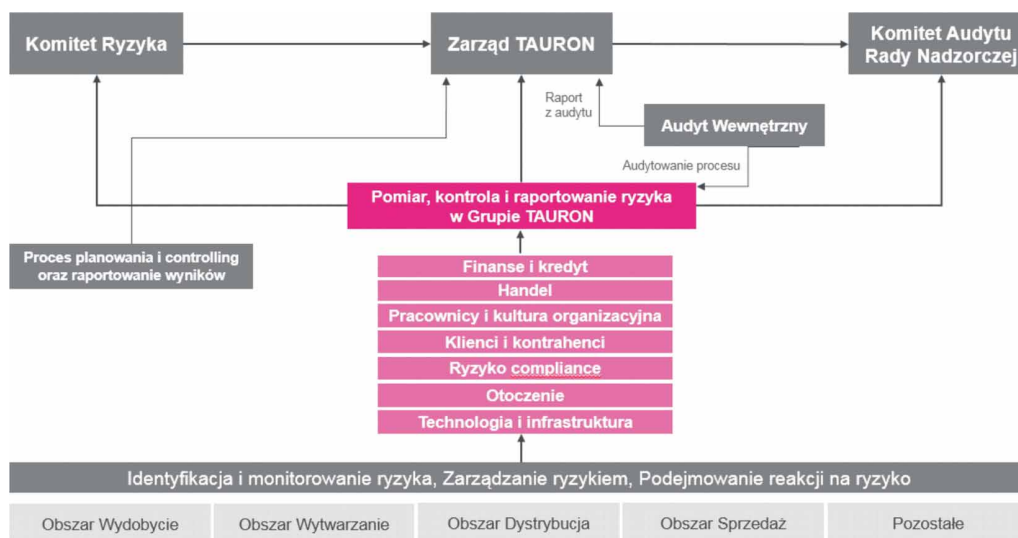 Komitet Ryzyka
Zarząd TAURON
Komitet Audytu
Rady Nadzorczej
Raport
z audytu
Audyt Wewnętrzny
Audytowanie procesu
Pomiar, kontrola i raportowanie ryzyka
w Grupie TAURON
Proces planowania i controlling
oraz raportowanie wyników
Finanse i kredyt
Handel
Pracownicy i kultura organizacyjna
Klienci i kontrahenci
Ryzyko compliance
Otoczenie
Technologia i infrastruktura
Identyfikacja i monitorowanie ryzyka, Zarządzanie ryzykiem, Podejmowanie reakcji na ryzyko
Obszar Wydobycie
Obszar Wytwarzanie
Obszar Dystrybucja
Obszar Sprzedaż
Pozostałe